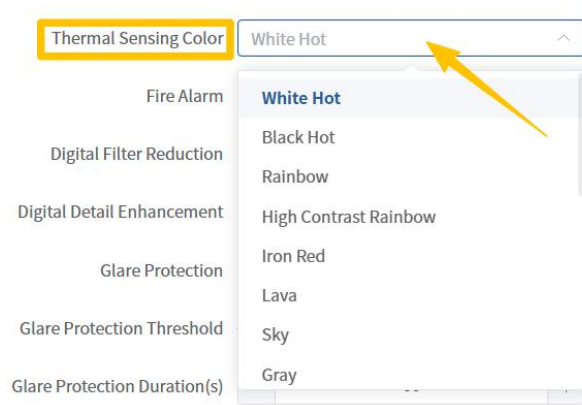 Thermal Sensing Color White Hot
Fire Alarm White Hot
Black Hot
Digital Filter Reduction
Rainbow
Digital Detail Enhancement High Contrast Rainbow
Iron Red
Glare Protection
Lava
Glare Protection Threshold Sky
Gray
Glare Protection Duration(s)